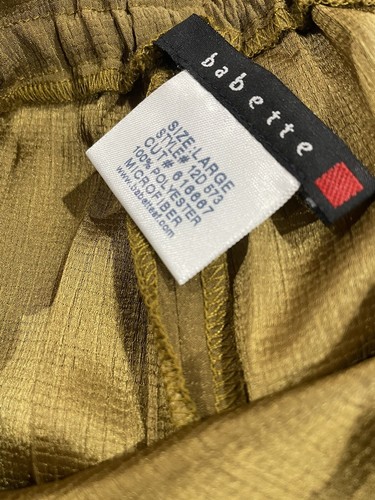 babette
SIZE: LARGE
STYLE# 12D 573
CUT# 616667
100% POLYESTER
MICROFIBER
www.babettesf.com